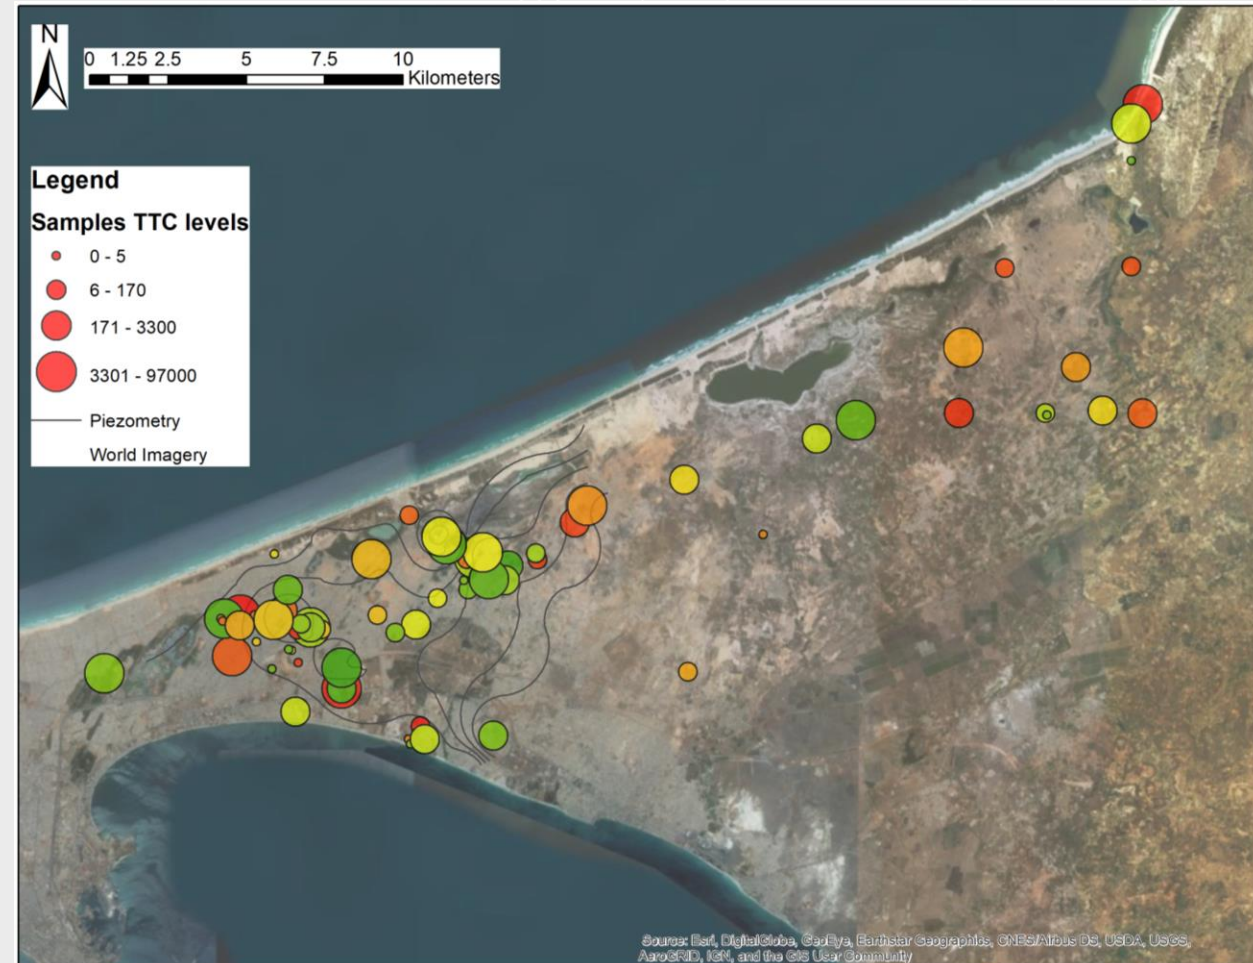 N
0 1.25 2.5 5 7.5 10
Kilometers
Legend
Samples TTC levels
0 - 5
6 - 170
171 - 3300
3301 - 97000
Piezometry
World Imagery
Source: Esri, DigitalGlobe, GeoEye, Earthstar Geographics, CNES/Airbus DS, USDA, USGS,
AeroGRID, IGN, and the GIS User Community